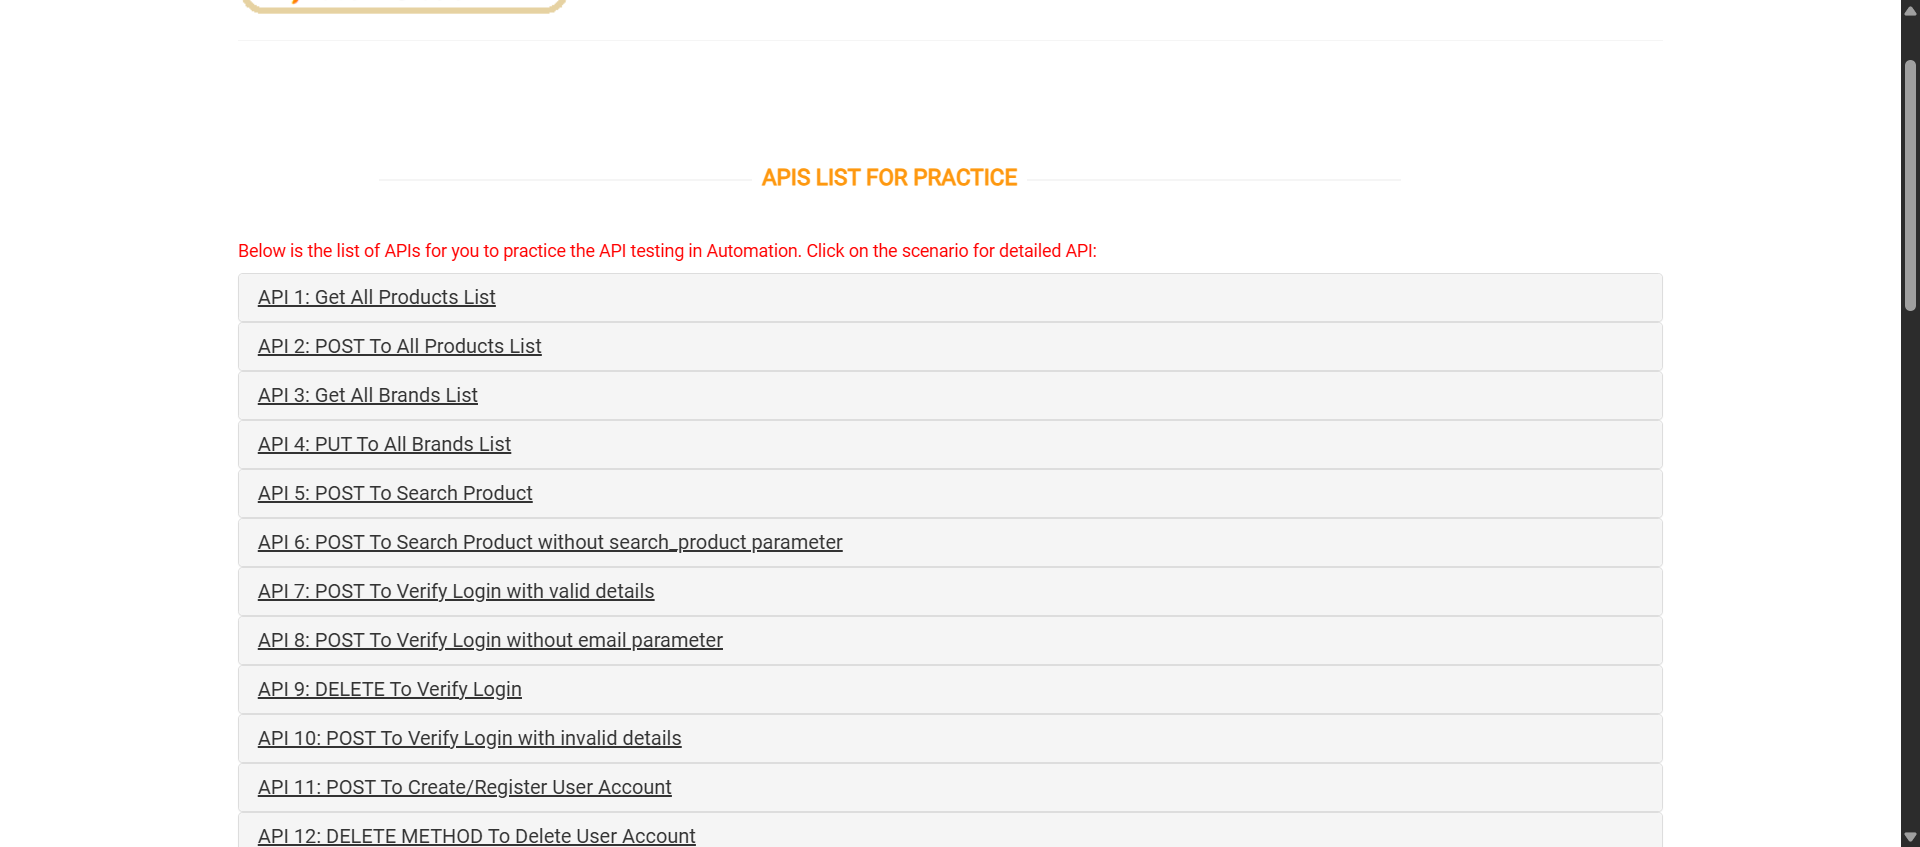 APIS LIST FOR PRACTICE
Below is the list of APIs for you to practice the API testing in Automation. Click on the scenario for detailed API:
API 1: Get All Products List
API 2: POST To All Products List
API 3: Get All Brands List
API 4: PUT To All Brands List
API 5: POST To Search Product
API 6: POST To Search Product without search_product parameter
API 7: POST To Verify Login with valid details
API 8: POST To Verify Login without email parameter
API 9: DELETE To Verify Login
API 10: POST To Verify Login with invalid details
API 11: POST To Create/Register User Account
API 12: DELETE METHOD To Delete User Account